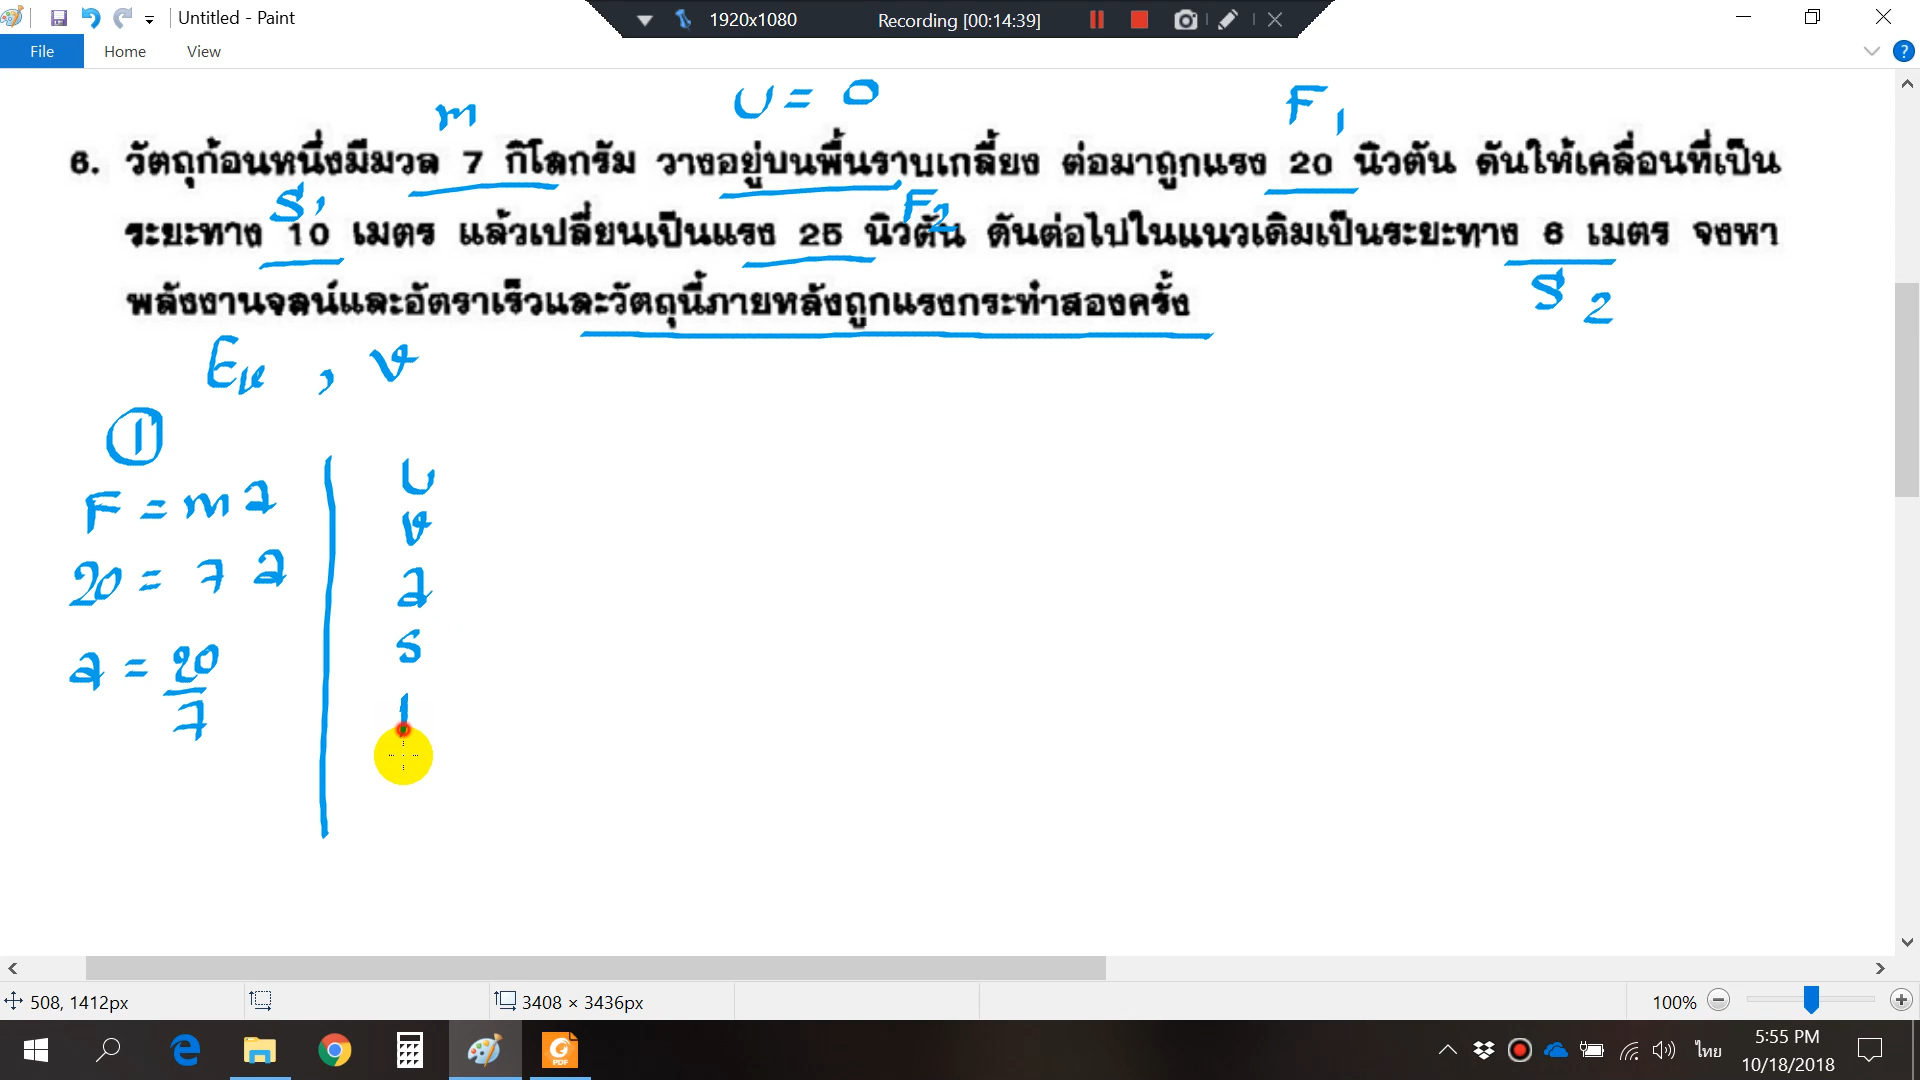 Untitled - Paint
1920x1080
Recording [00:14:39]
File Home View
m U = 0 F1
6. วัตถุก้อนหนึ่งมีมวล 7 กิโลกรัม วางอยู่บนพื้นราบเกลี้ยง ต่อมาถูกแรง 20 นิวตัน ดันให้เคลื่อนที่เป็น
S1 F2
ระยะทาง 10 เมตร แล้วเปลี่ยนเป็นแรง 25 นิวตัน ดันต่อไปในแนวเดิมเป็นระยะทาง 6 เมตร จงหา
พลังงานจลน์และอัตราเร็วและวัตถุนี้ภายหลังถูกแรงกระทำสองครั้ง
S2
Ek , v
1
F = ma
20 = 7 a
a = 20
7
U
v
a
s
508, 1412px
3408 × 3436px
100%
PDF
ไทย
5:55 PM
10/18/2018